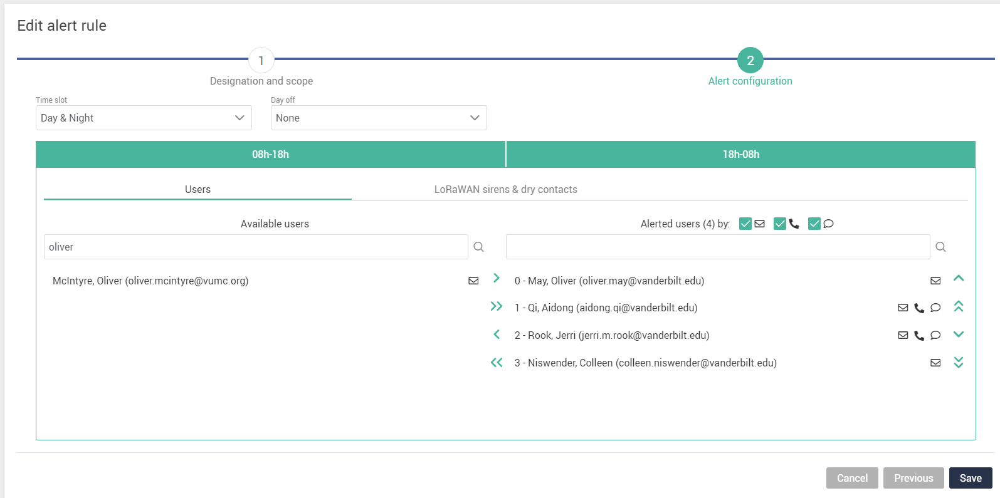 Edit alert rule
1
2
Designation and scope
Alert configuration
Time slot
Day off
Day & Night
None
08h-18h
18h-08h
Users
LoRaWAN sirens & dry contacts
Available users
Alerted users (4) by:
oliver
McIntyre, Oliver (oliver.mcintyre@vumc.org)
0 - May, Oliver (oliver.may@vanderbilt.edu)
1 - Qi, Aidong (aidong.qi@vanderbilt.edu)
2 - Rook, Jerri (jerri.m.rook@vanderbilt.edu)
3 - Niswender, Colleen (colleen.niswender@vanderbilt.edu)
Cancel
Previous
Save